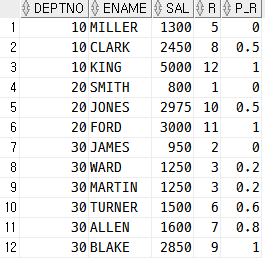 DEPTNO ENAME SAL R P_R
1 10 MILLER 1300 5 0
2 10 CLARK 2450 8 0.5
3 10 KING 5000 12 1
4 20 SMITH 800 1 0
5 20 JONES 2975 10 0.5
6 20 FORD 3000 11 1
7 30 JAMES 950 2 0
8 30 WARD 1250 3 0.2
9 30 MARTIN 1250 3 0.2
10 30 TURNER 1500 6 0.6
11 30 ALLEN 1600 7 0.8
12 30 BLAKE 2850 9 1